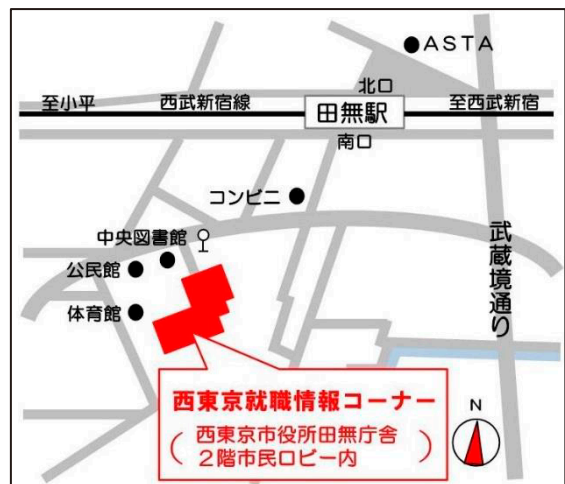 ASTA
北口
至小平
西武新宿線
田無駅
至西武新宿
南口
コンビニ
中央図書館
武蔵境通り
公民館
体育館
西東京就職情報コーナー
(西東京市役所田無庁舎
2階市民ロビー内)
N